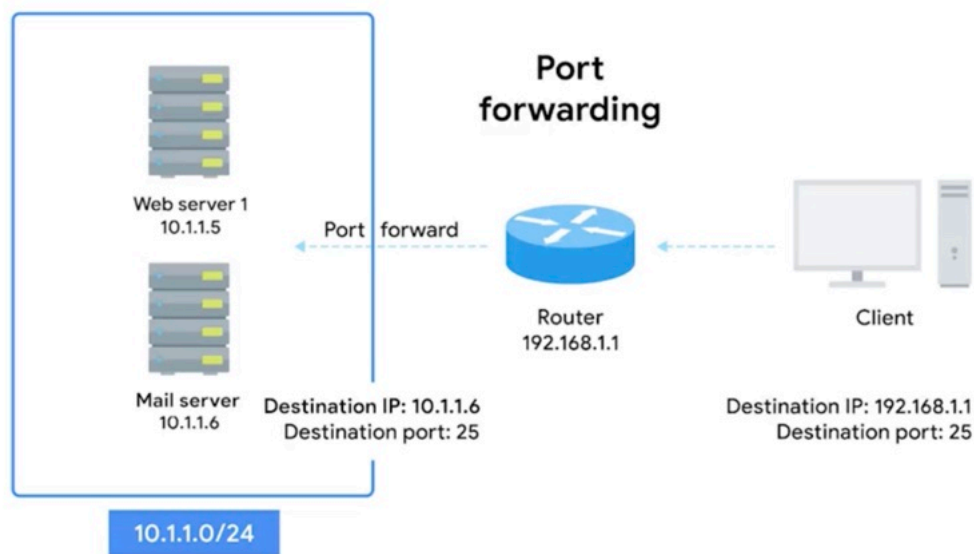 Port
forwarding
Web server 1
10.1.1.5
Port forward
Router
192.168.1.1
Client
Mail server
10.1.1.6
Destination IP: 10.1.1.6
Destination port: 25
Destination IP: 192.168.1.1
Destination port: 25
10.1.1.0/24